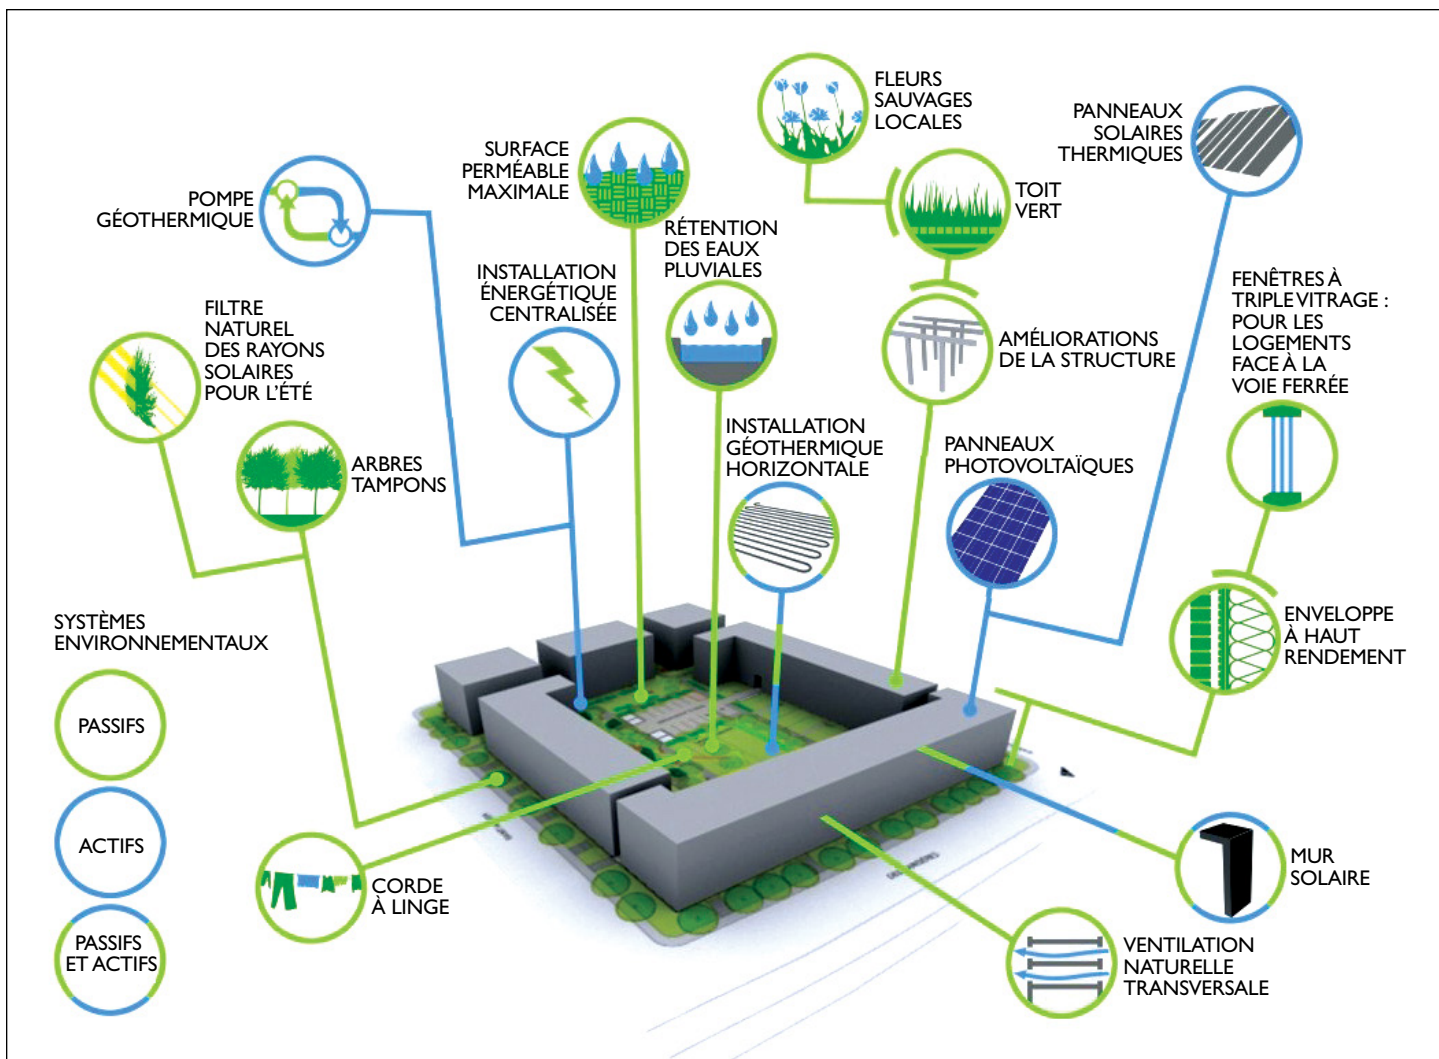 FLEURS
SAUVAGES
LOCALES
PANNEAUX
SOLAIRES
THERMIQUES
SURFACE
PERMÉABLE
MAXIMALE
TOIT
VERT
POMPE
GÉOTHERMIQUE
RÉTENTION
DES EAUX
PLUVIALES
INSTALLATION
ÉNERGÉTIQUE
CENTRALISÉE
FENÊTRES À
TRIPLE VITRAGE :
POUR LES
LOGEMENTS
FACE À LA
VOIE FERRÉE
FILTRE
NATUREL
DES RAYONS
SOLAIRES
POUR L'ÉTÉ
AMÉLIORATIONS
DE LA STRUCTURE
ARBRES
TAMPONS
INSTALLATION
GÉOTHERMIQUE
HORIZONTALE
PANNEAUX
PHOTOVOLTAÏQUES
ENVELOPPE
À HAUT
RENDEMENT
SYSTÈMES
ENVIRONNEMENTAUX
PASSIFS
ACTIFS
PASSIFS
ET ACTIFS
CORDE
À LINGE
MUR
SOLAIRE
VENTILATION
NATURELLE
TRANSVERSALE